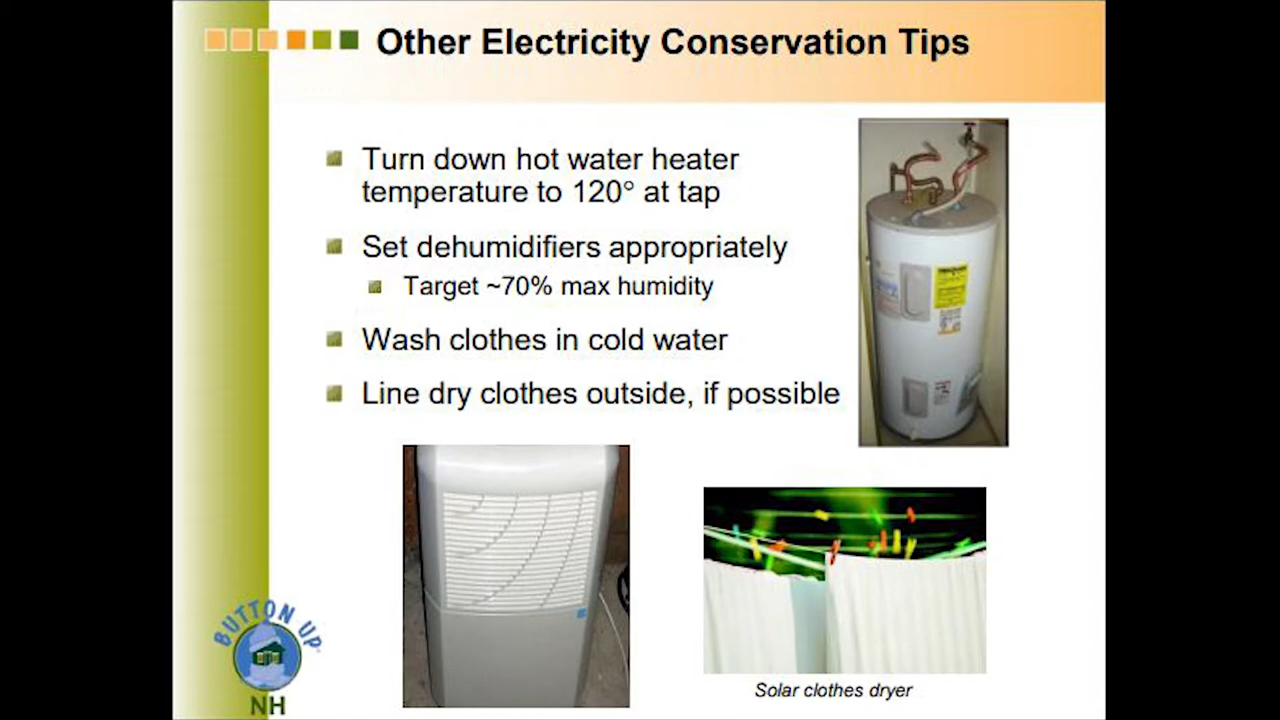 Other Electricity Conservation Tips
Turn down hot water heater
temperature to 120° at tap
Set dehumidifiers appropriately
Target ~70% max humidity
Wash clothes in cold water
Line dry clothes outside, if possible
Solar clothes dryer
BUTTON UP
NH